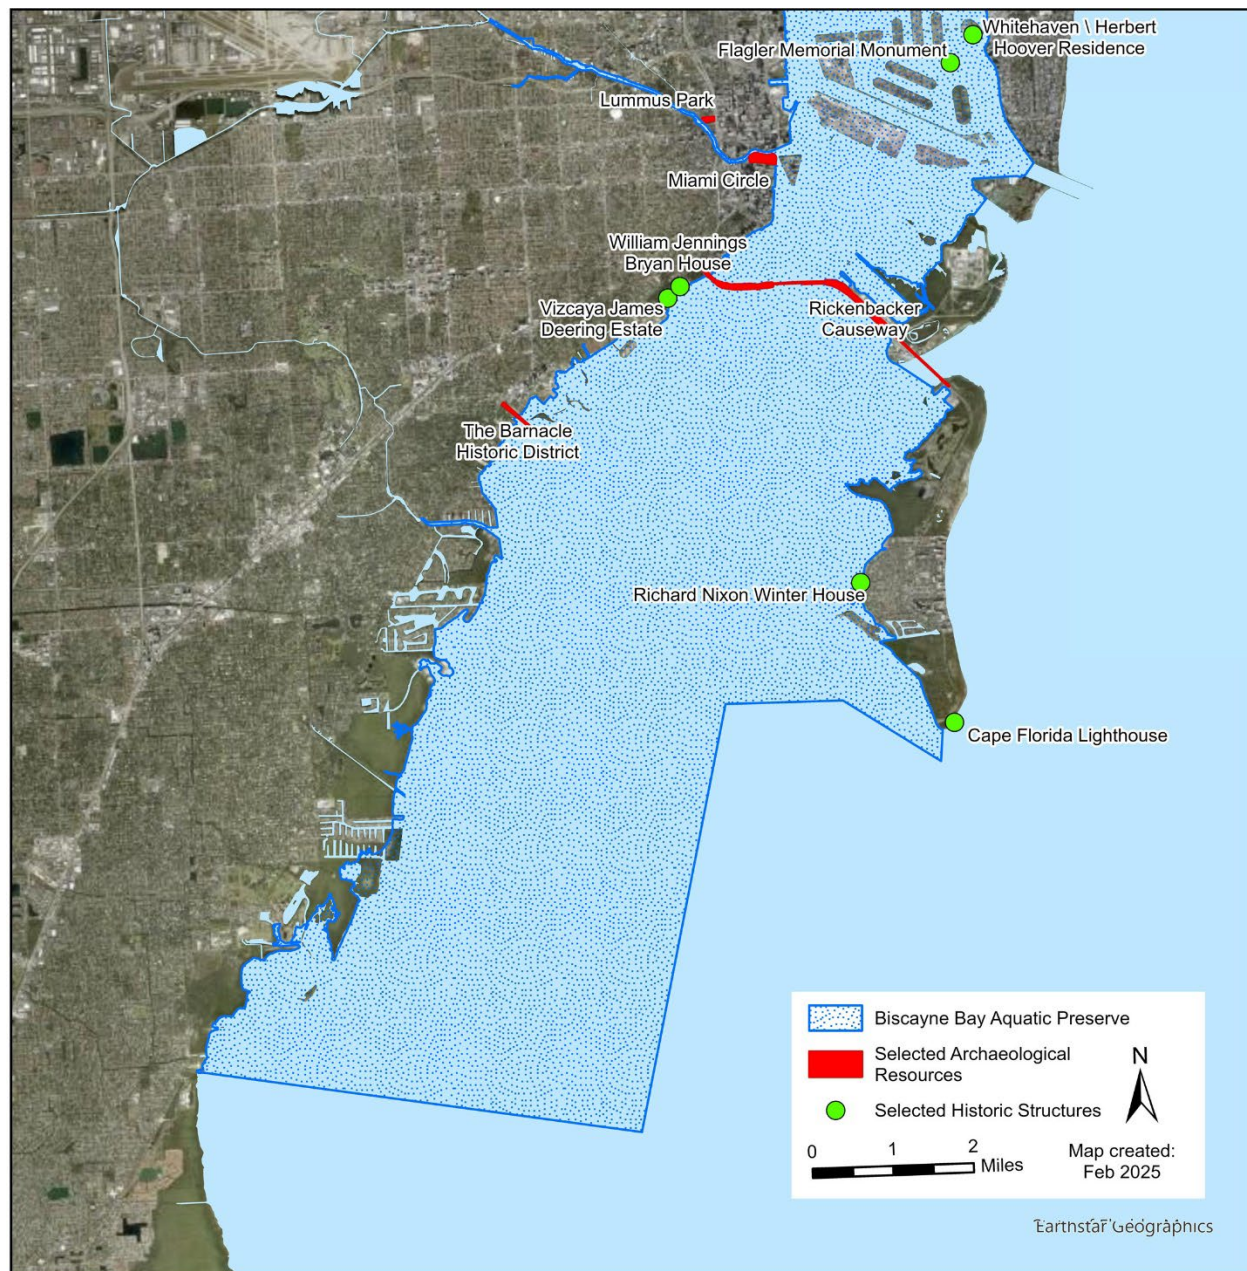 Whitehaven \ Herbert
Hoover Residence
Flagler Memorial Monument
Lummus Park
Miami Circle
William Jennings
Bryan House
Vizcaya James
Deering Estate
Rickenbacker
Causeway
The Barnacle
Historic District
Richard Nixon Winter House
Cape Florida Lighthouse
Biscayne Bay Aquatic Preserve
Selected Archaeological
Resources
Selected Historic Structures
N
0 1 2
Miles
Map created:
Feb 2025
Earthstar Geographics